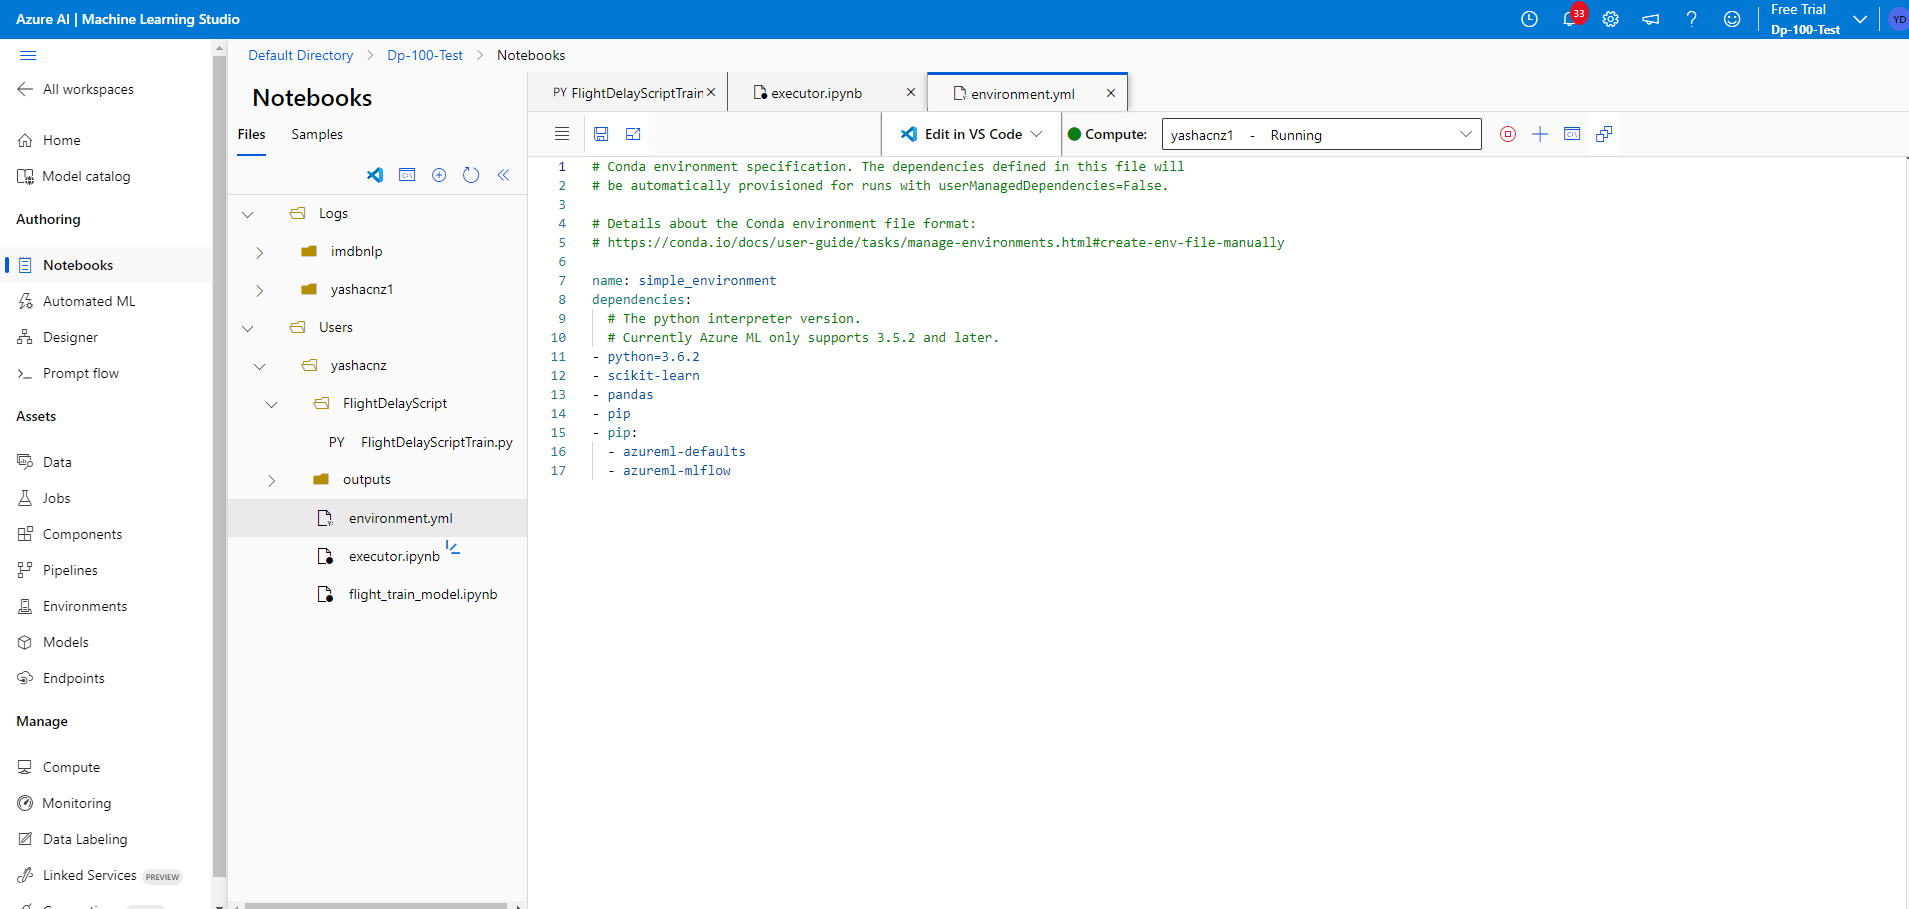 Azure AI | Machine Learning Studio
33
Free Trial
Dp-100-Test
YD
All workspaces
Home
Model catalog
Authoring
Notebooks
Automated ML
Designer
Prompt flow
Assets
Data
Jobs
Components
Pipelines
Environments
Models
Endpoints
Manage
Compute
Monitoring
Data Labeling
Linked Services PREVIEW
Default Directory > Dp-100-Test > Notebooks
Notebooks
Files Samples
Logs
imdbnlp
yashacnz1
Users
yashacnz
FlightDelayScript
PY FlightDelayScriptTrain.py
outputs
environment.yml
executor.ipynb
flight_train_model.ipynb
PY FlightDelayScriptTrain
executor.ipynb
environment.yml
Edit in VS Code
Compute: yashacnz1 - Running
1 # Conda environment specification. The dependencies defined in this file will
2 # be automatically provisioned for runs with userManagedDependencies=False.
3
4 # Details about the Conda environment file format:
5 # https://conda.io/docs/user-guide/tasks/manage-environments.html#create-env-file-manually
6
7 name: simple_environment
8 dependencies:
9 # The python interpreter version.
10 # Currently Azure ML only supports 3.5.2 and later.
11 - python=3.6.2
12 - scikit-learn
13 - pandas
14 - pip
15 - pip:
16 - azureml-defaults
17 - azureml-mlflow